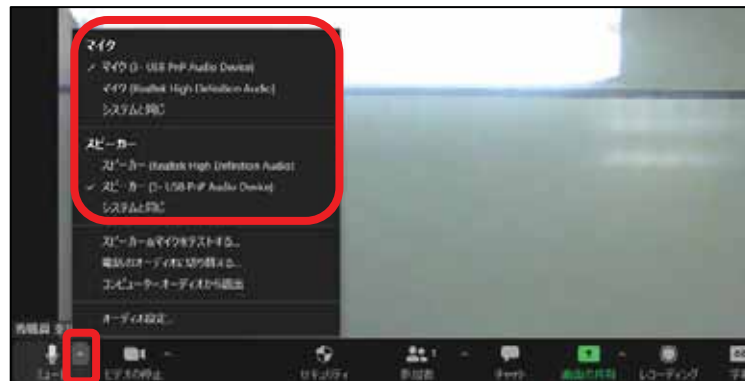 マイク
✓ マイク (3- USB PnP Audio Device)
マイク (Realtek High Definition Audio)
システムと同じ
スピーカー
スピーカー (Realtek High Definition Audio)
✓ スピーカー (3- USB PnP Audio Device)
システムと同じ
スピーカー&マイクをテストする...
電話のオーディオに切り替える...
コンピューターオーディオから退出
オーディオ設定...
ミュート
ビデオの停止
セキュリティ
参加者
1
チャット
画面の共有
レコーディング
字幕